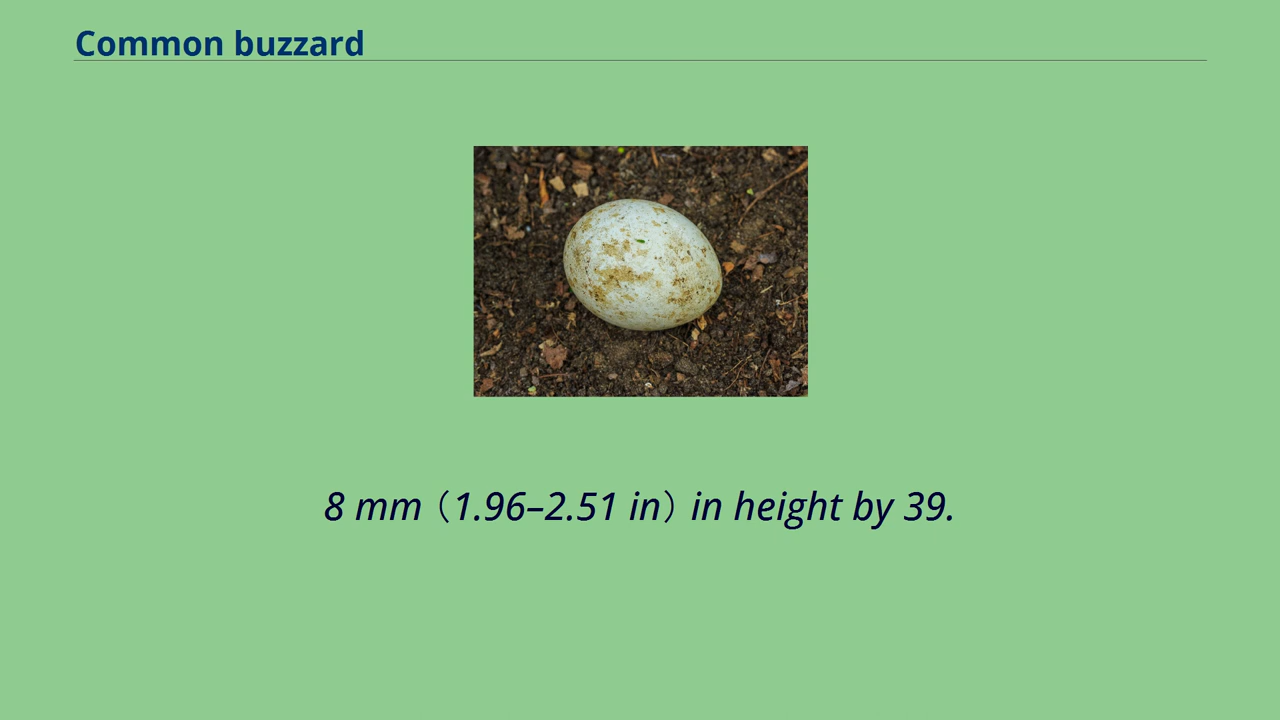 Common buzzard
8 mm（1.96–2.51 in）in height by 39.